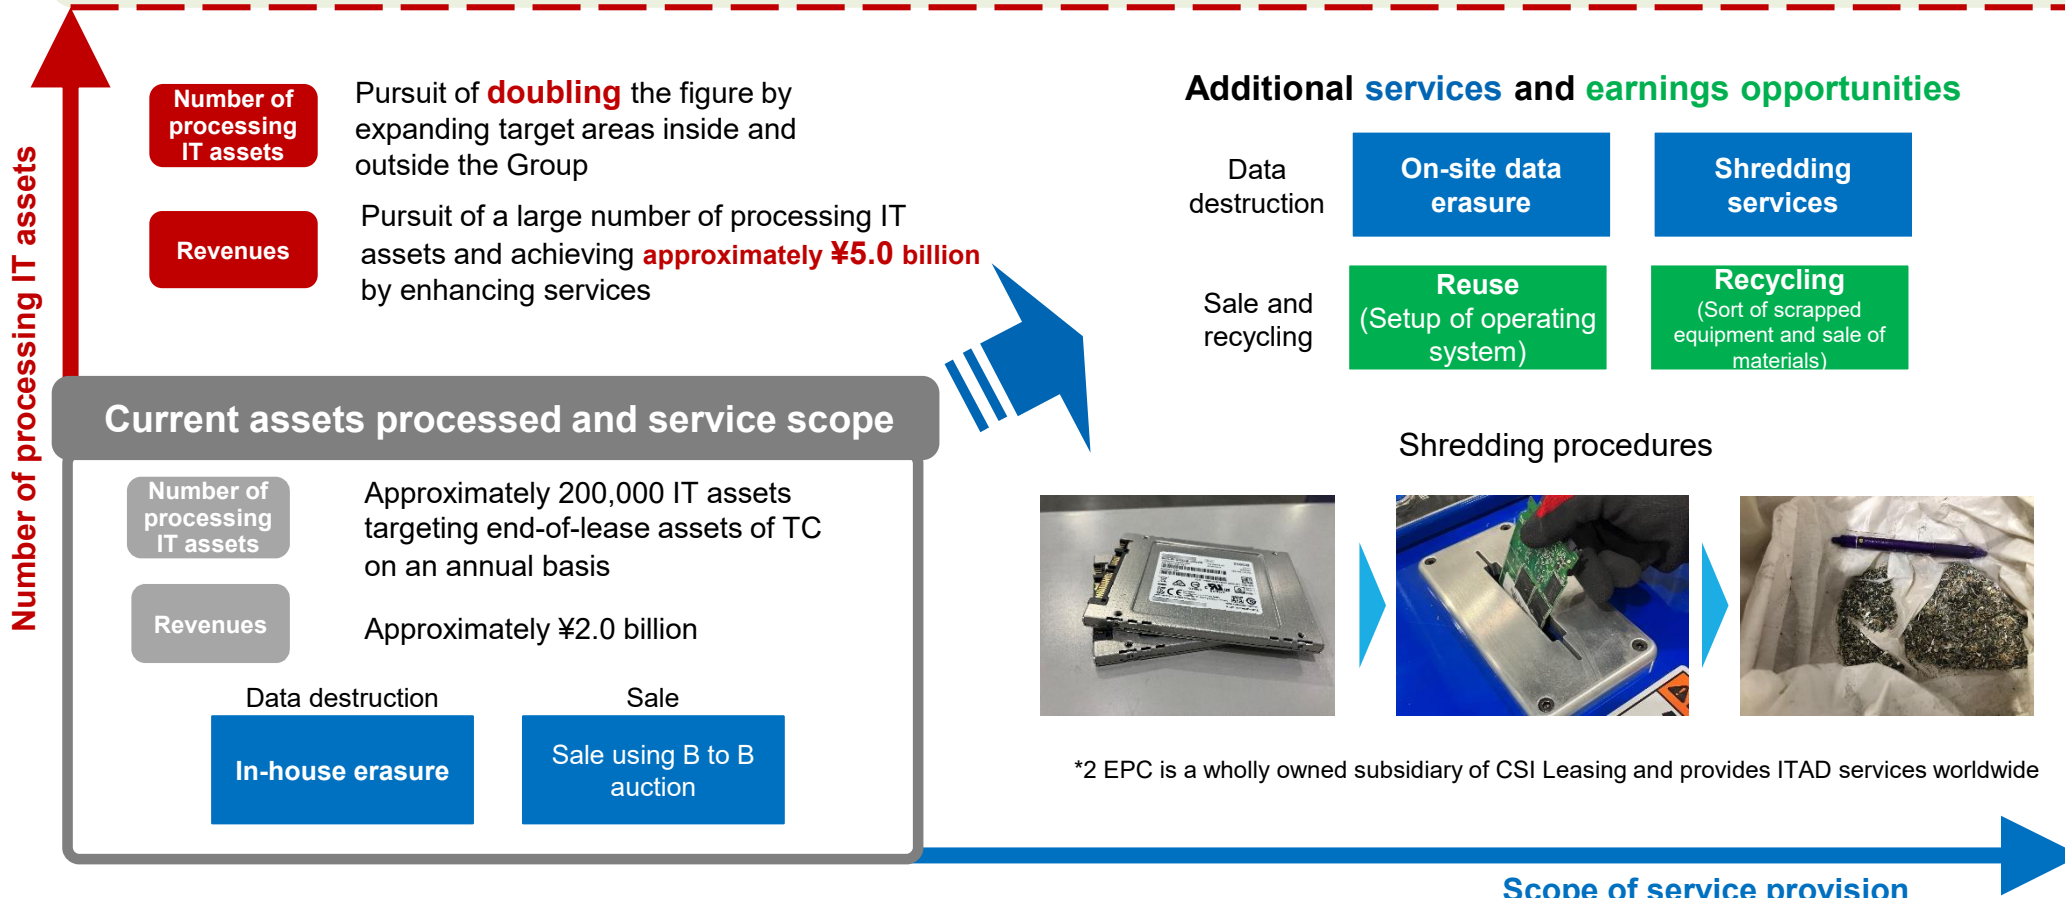 Number of processing IT assets
Number of
processing
IT assets
Pursuit of doubling the figure by
expanding target areas inside and
outside the Group
Revenues
Pursuit of a large number of processing IT
assets and achieving approximately ¥5.0 billion
by enhancing services
Current assets processed and service scope
Number of
processing
IT assets
Approximately 200,000 IT assets
targeting end-of-lease assets of TC
on an annual basis
Revenues
Approximately ¥2.0 billion
Data destruction
Sale
In-house erasure
Sale using B to B
auction
Additional services and earnings opportunities
Data
destruction
On-site data
erasure
Shredding
services
Sale and
recycling
Reuse
(Setup of operating
system)
Recycling
(Sort of scrapped
equipment and sale of
materials)
Shredding procedures
*2 EPC is a wholly owned subsidiary of CSI Leasing and provides ITAD services worldwide
Scope of service provision